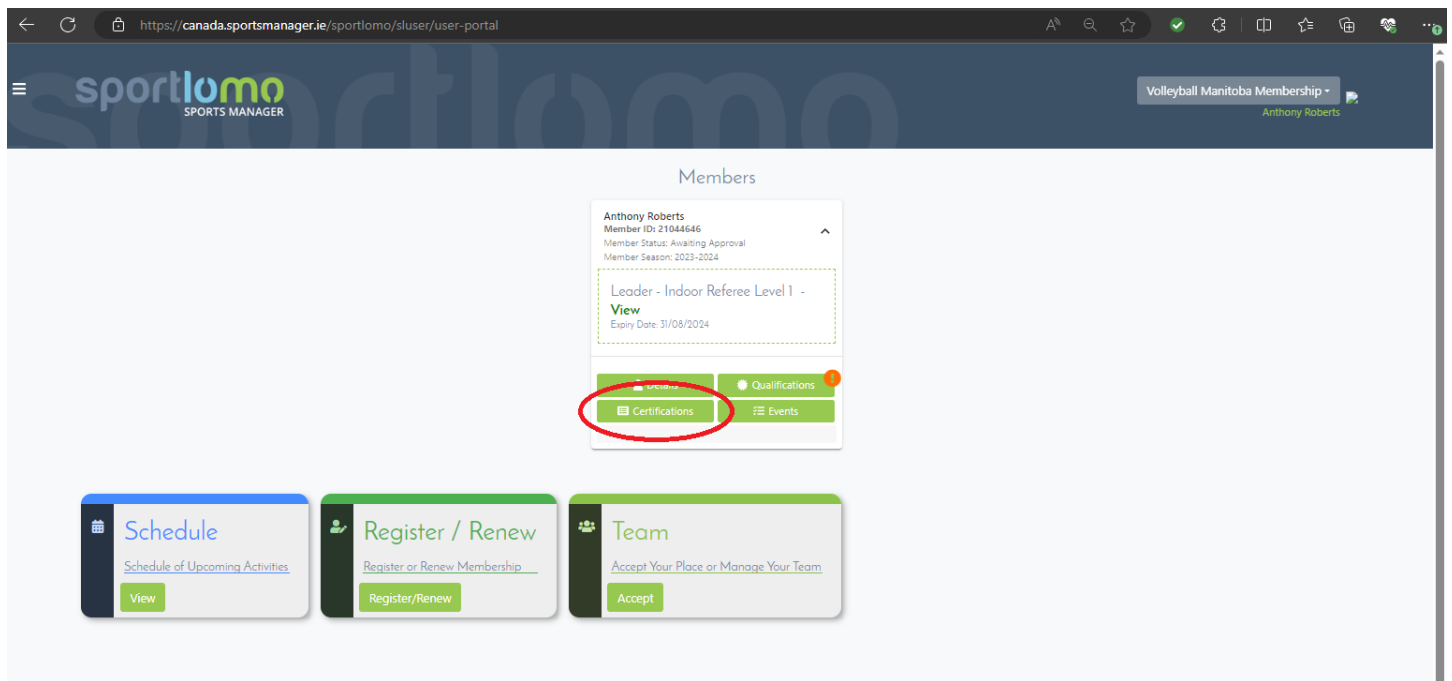 https://canada.sportsmanager.ie/sportlomo/sluser/user-portal
sportlomo
sportlomo
SPORTS MANAGER
Volleyball Manitoba Membership
Anthony Roberts
Members
Anthony Roberts
Member ID: 21044646
Member Status: Awaiting Approval
Member Season: 2023-2024
Leader - Indoor Referee Level 1 -
View
Expiry Date: 31/08/2024
Details
Qualifications
!
Certifications
Events
Schedule
Schedule of Upcoming Activities
View
Register / Renew
Register or Renew Membership
Register/Renew
Team
Accept Your Place or Manage Your Team
Accept